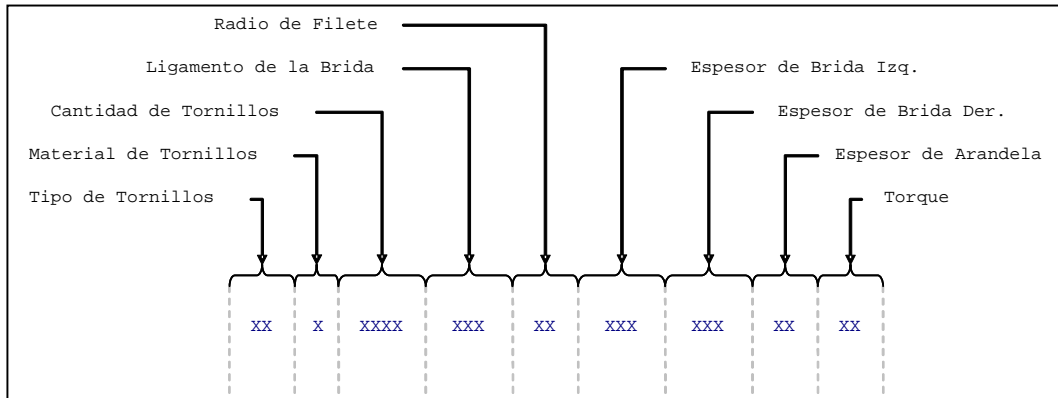 Radio de Filete
Ligamento de la Brida
Espesor de Brida Izq.
Cantidad de Tornillos
Espesor de Brida Der.
Material de Tornillos
Espesor de Arandela
Tipo de Tornillos
Torque
XX X XXXX XXX XX XXX XXX XX XX